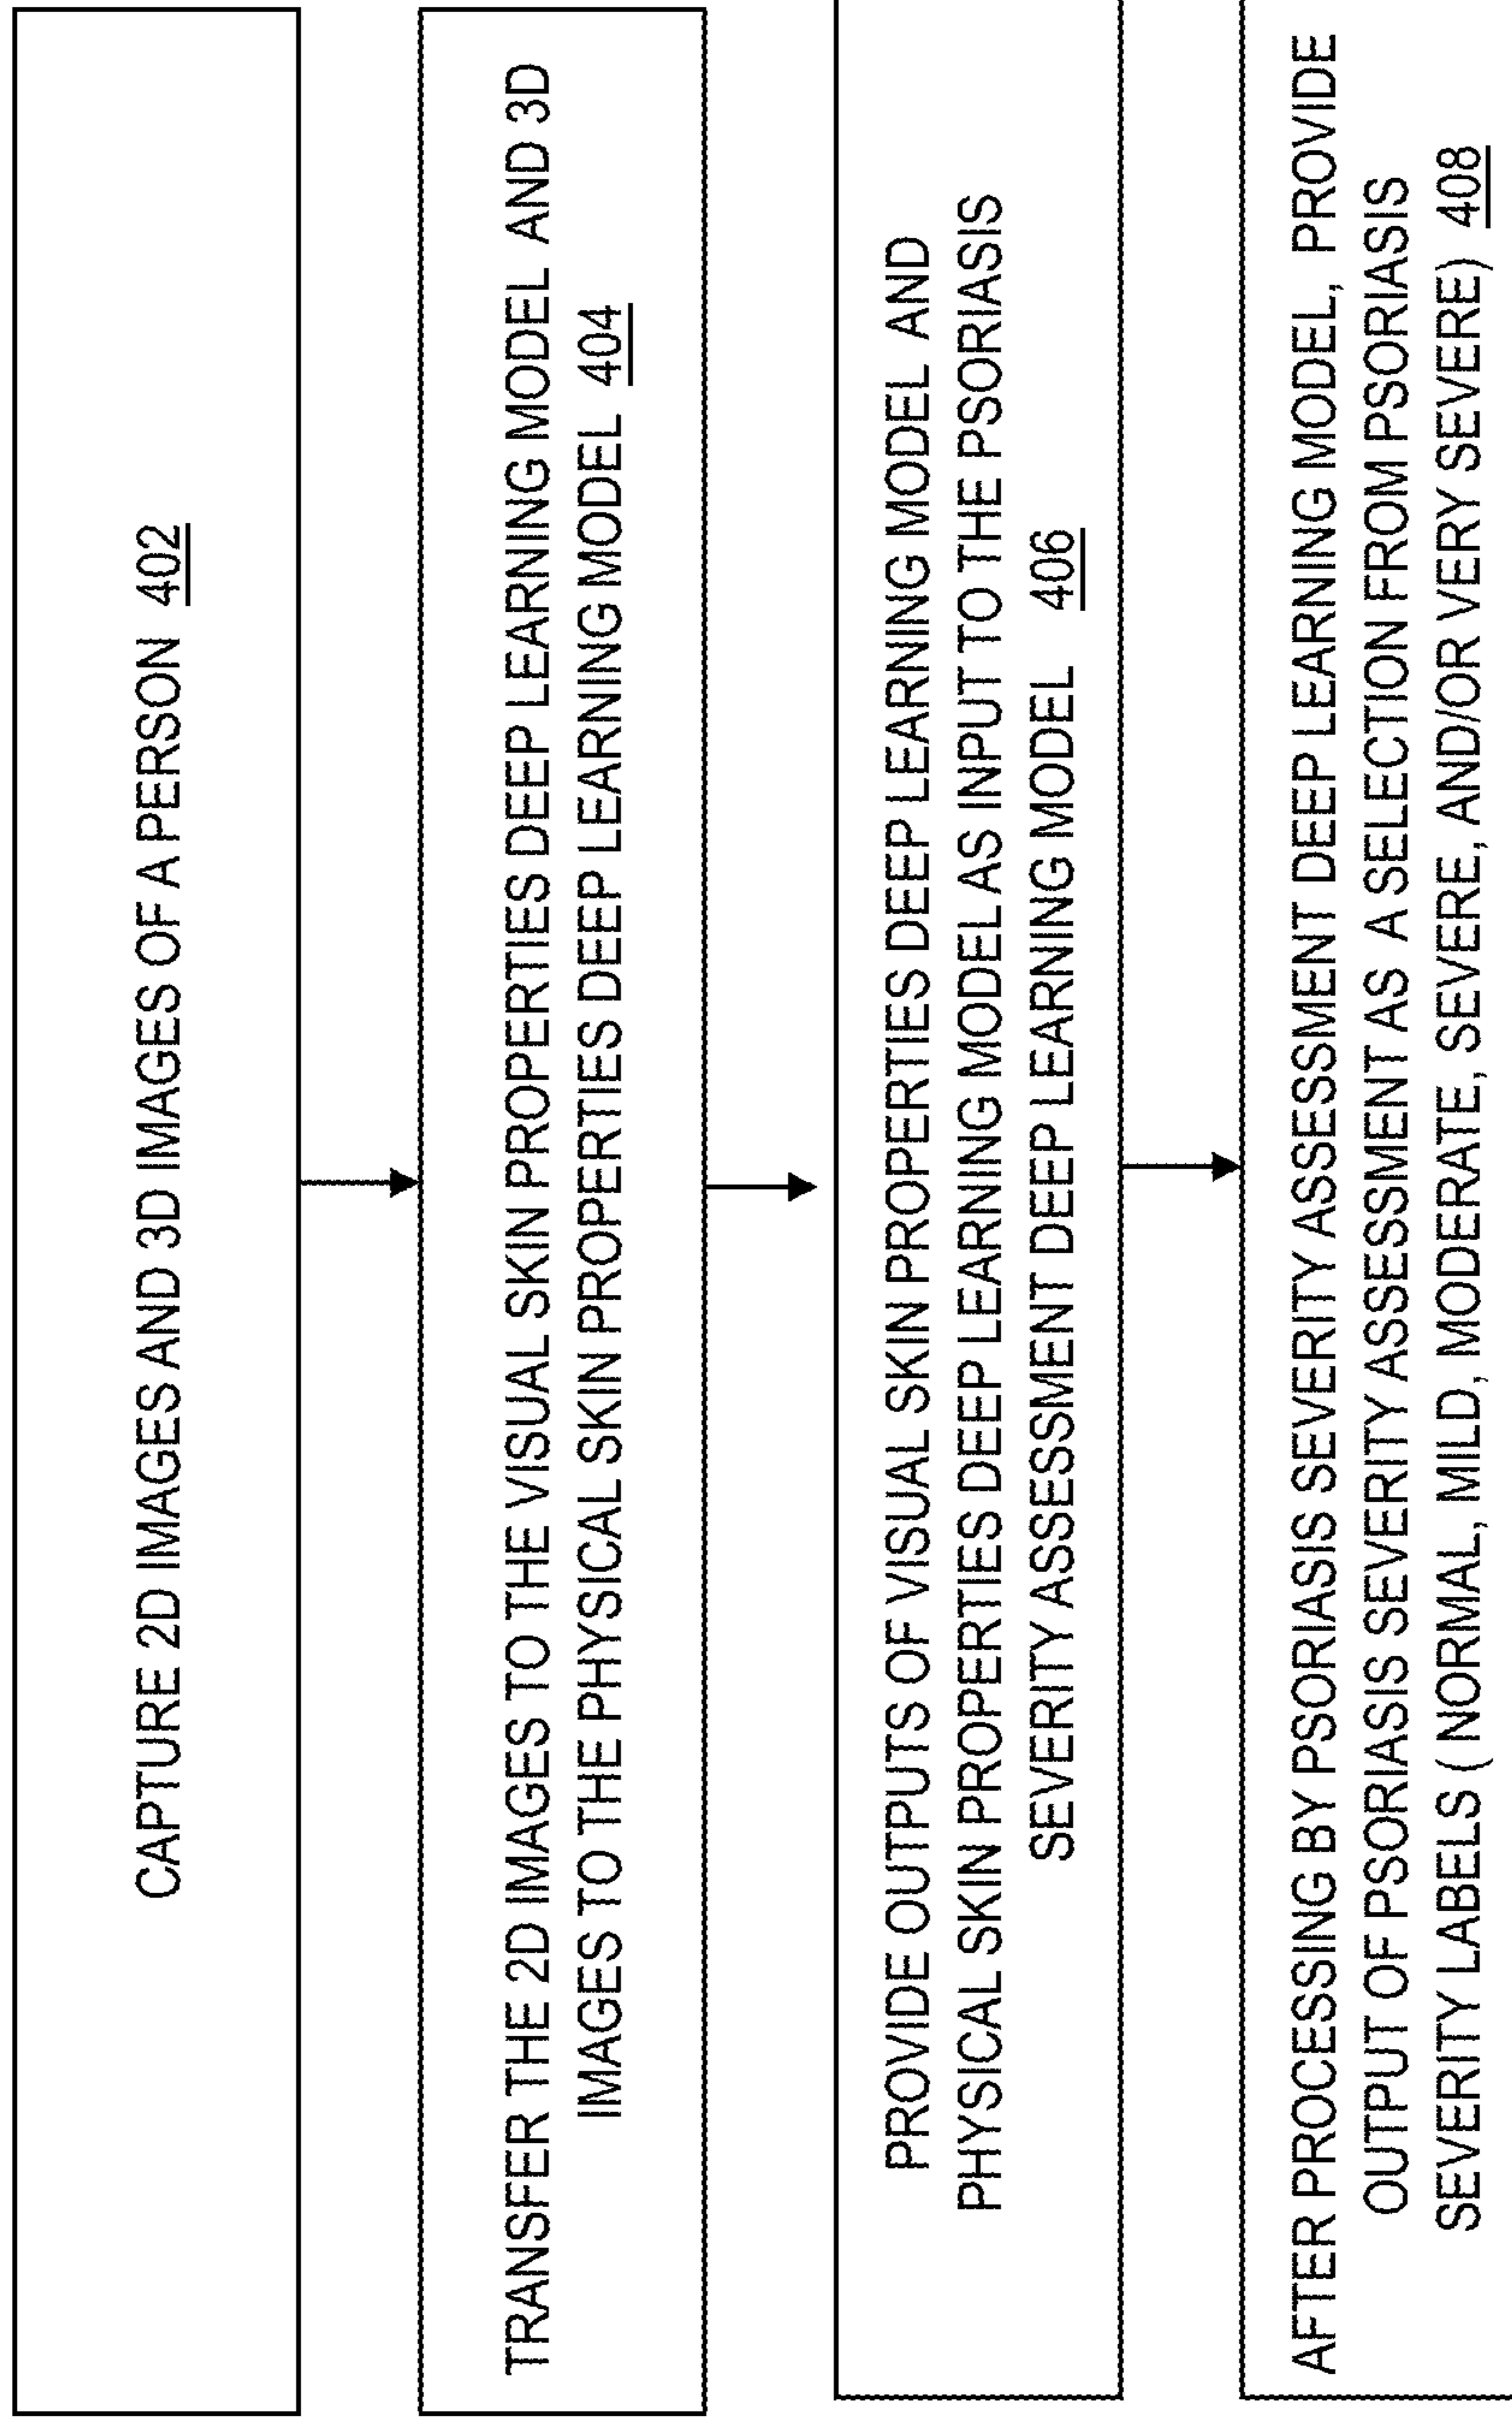 CAPTURE 2D IMAGES AND 3D IMAGES OF A PERSON 402
TRANSFER THE 2D IMAGES TO THE VISUAL SKIN PROPERTIES DEEP LEARNING MODEL AND 3D
IMAGES TO THE PHYSICAL SKIN PROPERTIES DEEP LEARNING MODEL 404
PROVIDE OUTPUTS OF VISUAL SKIN PROPERTIES DEEP LEARNING MODEL AND
PHYSICAL SKIN PROPERTIES DEEP LEARNING MODEL AS INPUT TO THE PSORIASIS
SEVERITY ASSESSMENT DEEP LEARNING MODEL 406
AFTER PROCESSING BY PSORIASIS SEVERITY ASSESSMENT DEEP LEARNING MODEL, PROVIDE
OUTPUT OF PSORIASIS SEVERITY ASSESSMENT AS A SELECTION FROM PSORIASIS
SEVERITY LABELS ( NORMAL, MILD, MODERATE, SEVERE, AND/OR VERY SEVERE) 408